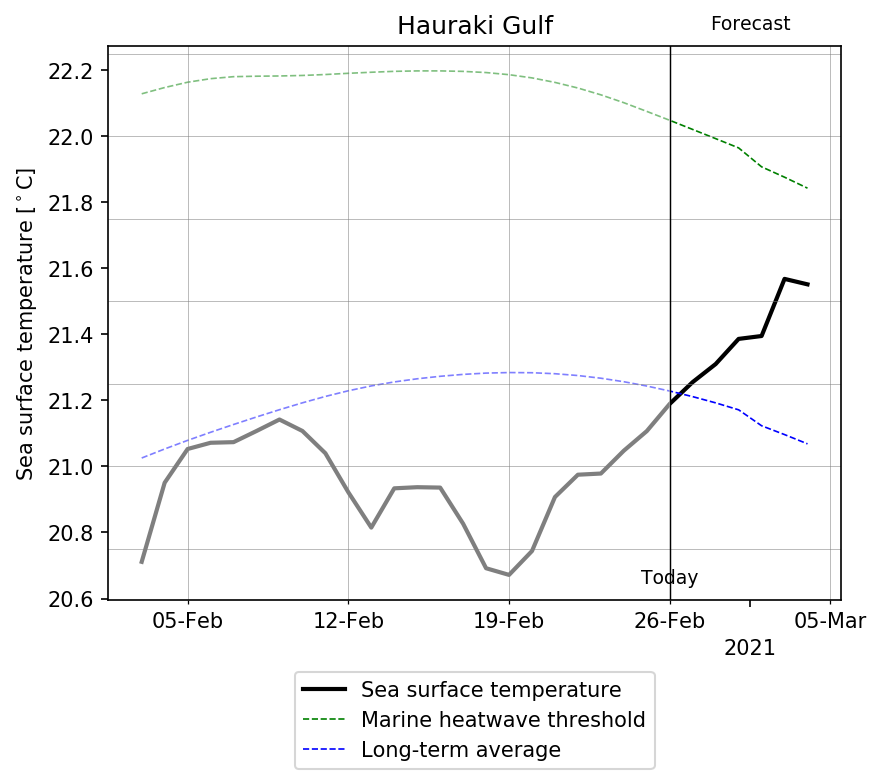 Hauraki Gulf
Forecast
Sea surface temperature [°C]
22.2
22.0
21.8
21.6
21.4
21.2
21.0
20.8
20.6
Today
05-Feb 12-Feb 19-Feb 26-Feb 05-Mar
2021
Sea surface temperature
Marine heatwave threshold
Long-term average